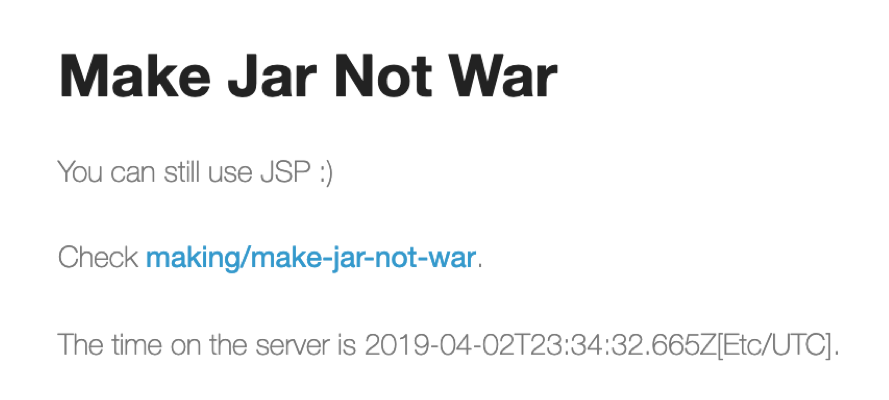 Make Jar Not War
You can still use JSP :)
Check making/make-jar-not-war.
The time on the server is 2019-04-02T23:34:32.665Z[Etc/UTC].